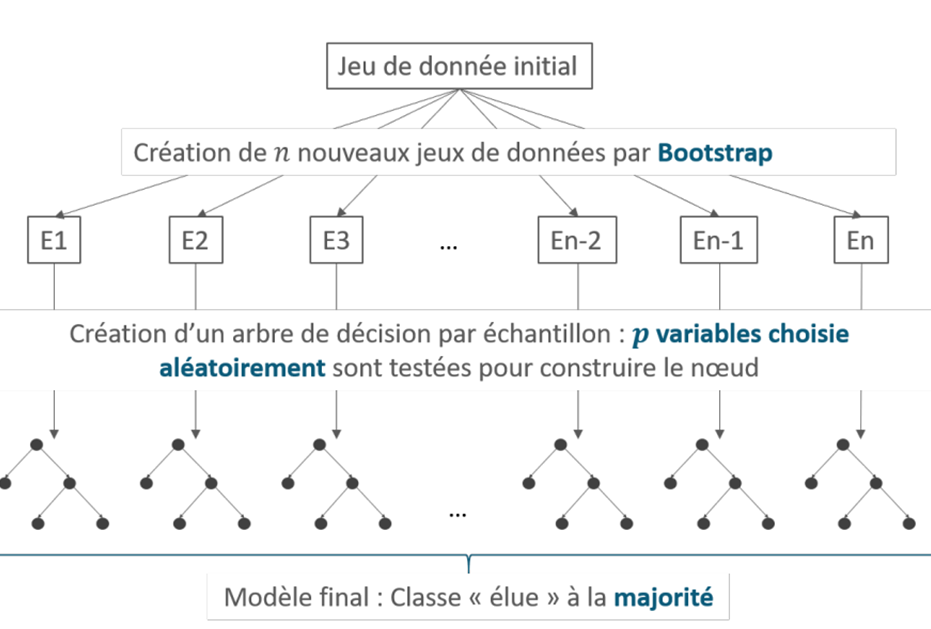 Jeu de donnée initial
Création de n nouveaux jeux de données par Bootstrap
E1 E2 E3 ... En-2 En-1 En
Création d'un arbre de décision par échantillon : p variables choisie
aléatoirement sont testées pour construire le nœud
...
Modèle final : Classe « élue » à la majorité